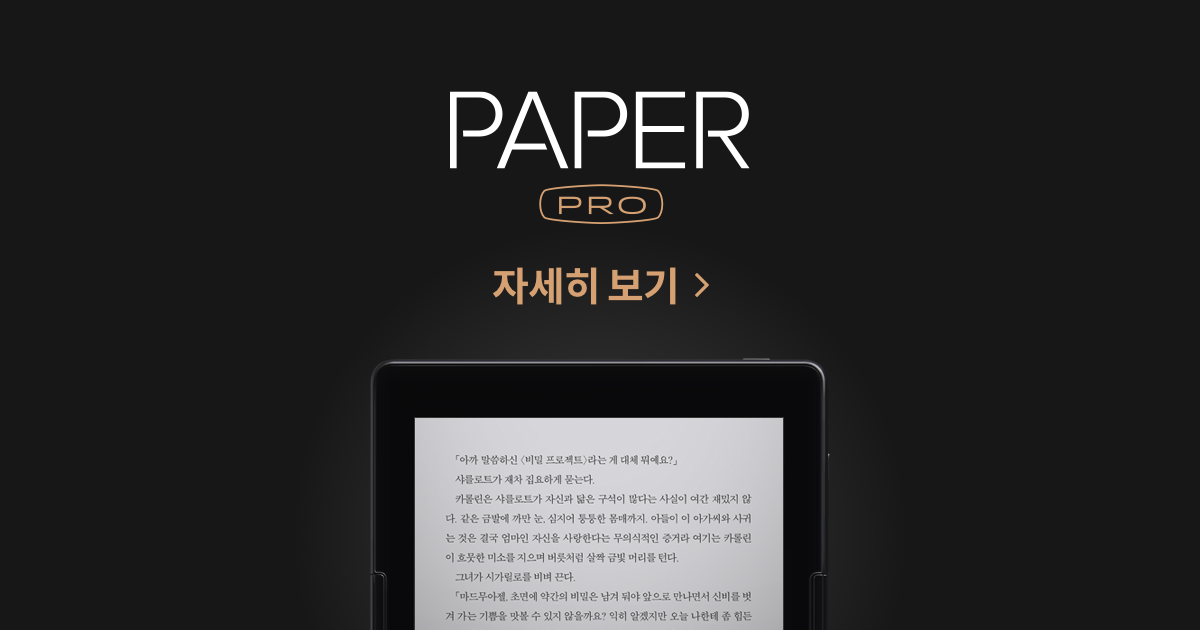 PAPER
PRO
자세히 보기 >
「아까 말씀하신 〈비밀 프로젝트〉라는 게 대체 뭐예요?」
샤를로트가 재차 집요하게 묻는다.
카롤린은 샤를로트가 자신과 닮은 구석이 많다는 사실이 여간 재밌지 않
다. 같은 금발에 까만 눈, 심지어 퉁퉁한 몸매까지. 아들이 이 아가씨와 사귀
는 것은 결국 엄마인 자신을 사랑한다는 무의식적인 증거라 여기는 카롤린
이 흐뭇한 미소를 지으며 버릇처럼 살짝 금빛 머리를 턴다.
그녀가 시가릴로를 비벼 끈다.
「마드무아젤, 초면에 약간의 비밀은 남겨 둬야 앞으로 만나면서 신비를 벗
겨 가는 기쁨을 맛볼 수 있지 않을까요? 익히 알겠지만 오늘 나한테 좀 힘든